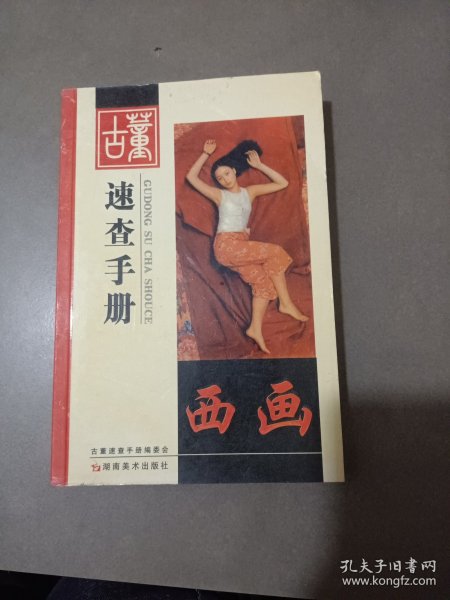 古董
速查手册
GUDONG SU CHA SHOUCE
西画
古董速查手册编委会
湖南美术出版社
孔夫子旧书网
www.kongfz.com